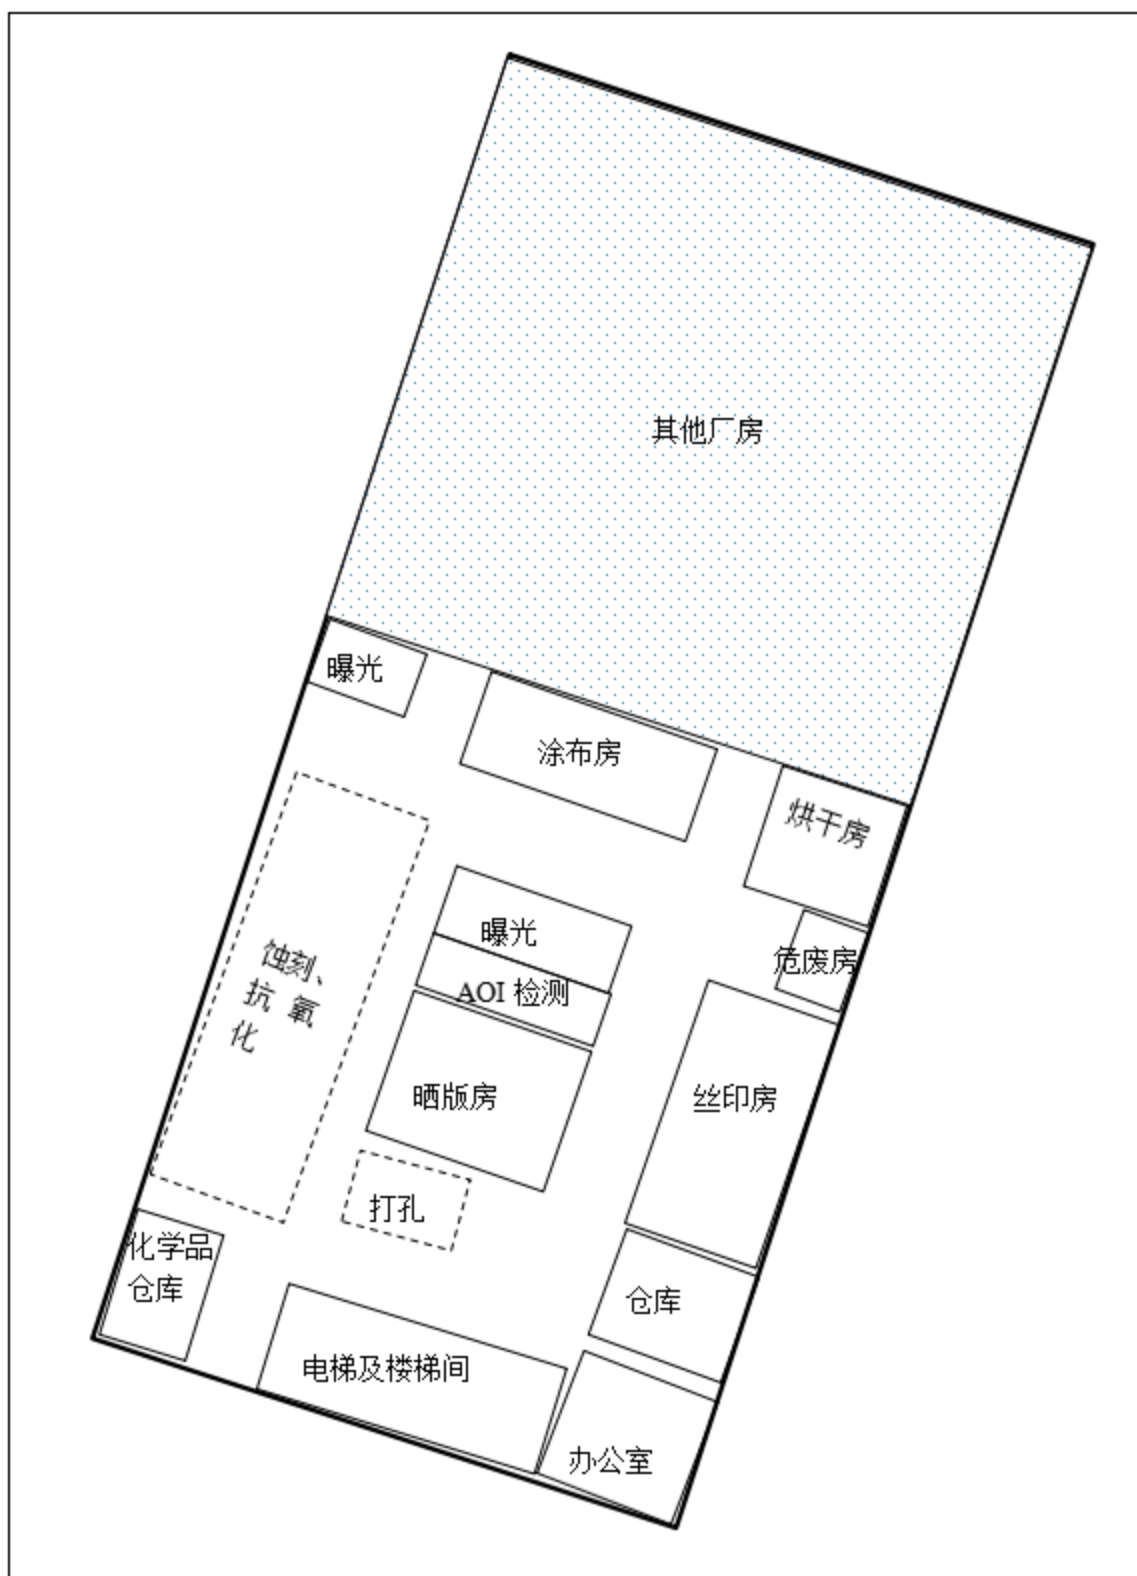 其他厂房
曝光
涂布房
烘干房
曝光
危废房
蚀刻、
抗 氧
化
AOI 检测
晒版房
丝印房
打孔
化学品
仓库
仓库
电梯及楼梯间
办公室